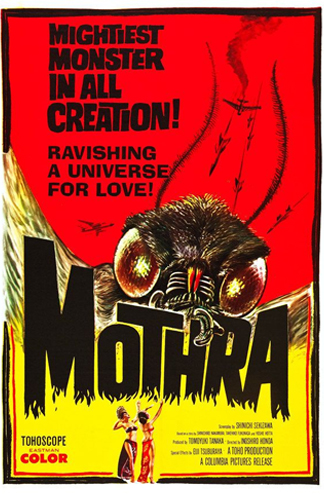 MIGHTIEST
MONSTER
IN ALL
CREATION!
RAVISHING
A UNIVERSE
FOR LOVE!
MOTHRA
TOHOSCOPE
EASTMAN
COLOR
Screenplay by SHINICHI SEKIZAWA
Produced by TOMOYUKI TANAKA Directed by INOSHIRO HONDA
Special Effects by EIJI TSUBURAYA A TOHO PRODUCTION
A COLUMBIA PICTURES RELEASE